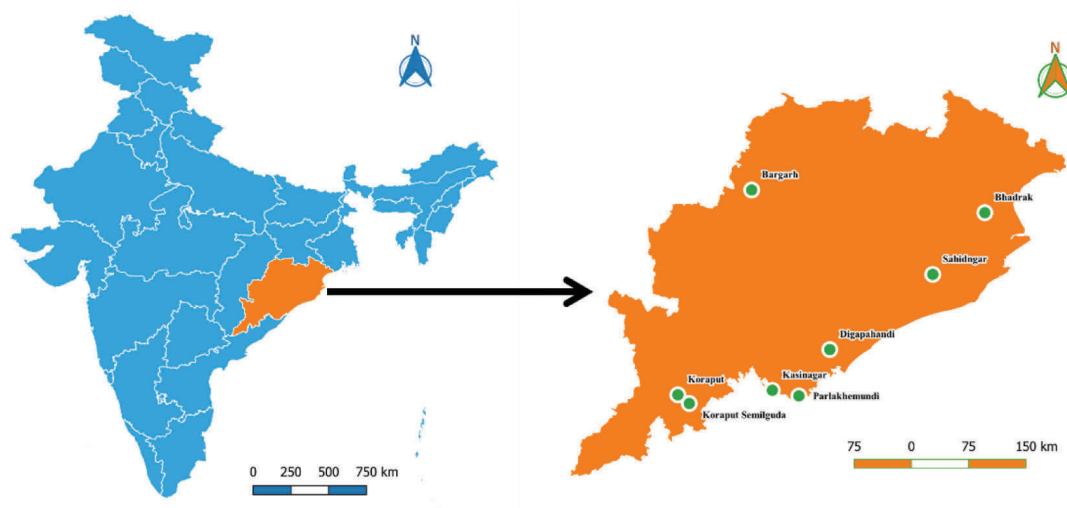 N
0 250 500 750 km
N
Bargarh
Bhadrak
Sahidngar
Digapahandi
Kasinagar
Koraput
Parlakhemundi
Koraput Semilguda
75 0 75 150 km